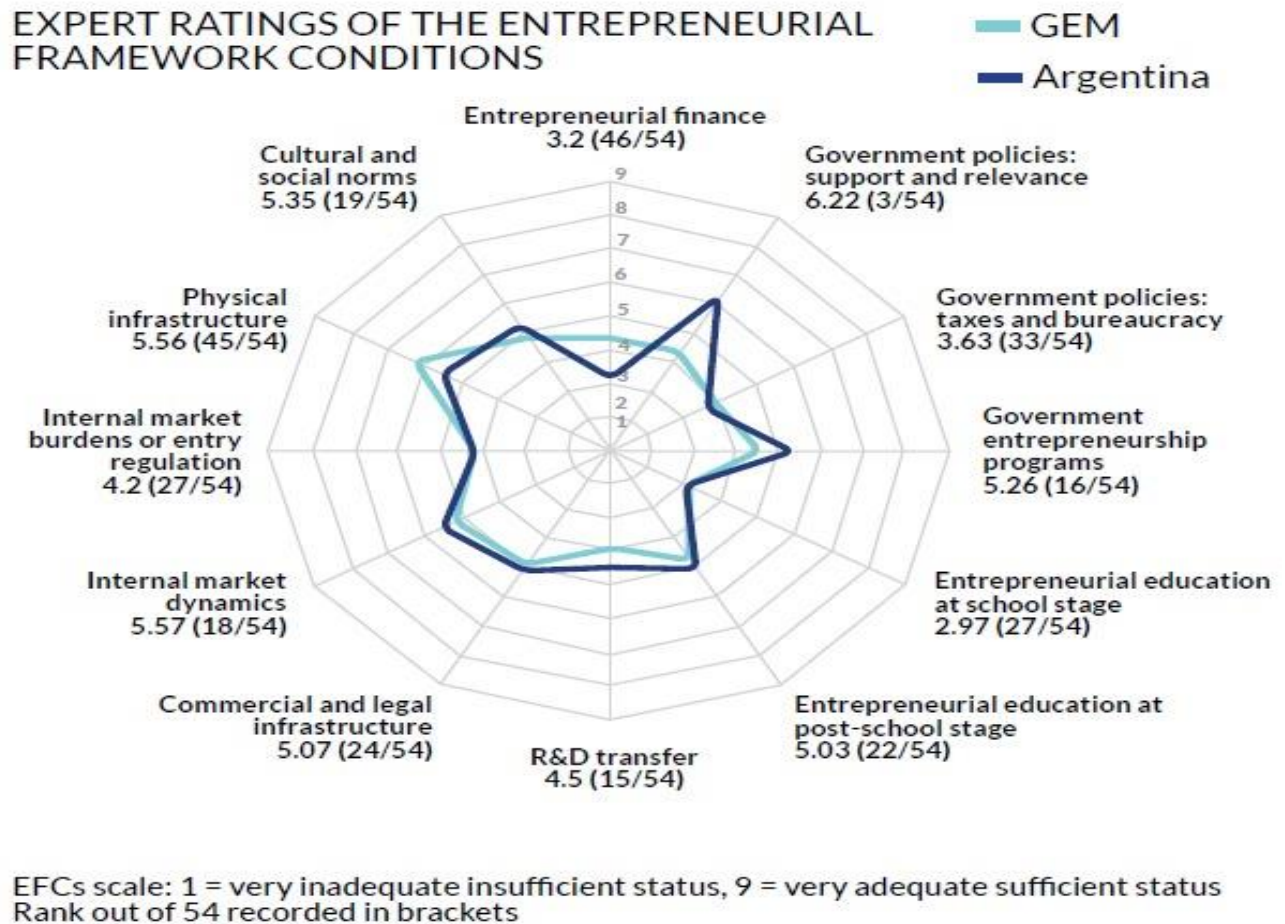 EXPERT RATINGS OF THE ENTREPRENEURIAL
FRAMEWORK CONDITIONS
GEM
Argentina
Entrepreneurial finance
3.2 (46/54)
Government policies:
support and relevance
6.22 (3/54)
Government policies:
taxes and bureaucracy
3.63 (33/54)
Government
entrepreneurship
programs
5.26 (16/54)
Entrepreneurial education
at school stage
2.97 (27/54)
Entrepreneurial education at
post-school stage
5.03 (22/54)
R&D transfer
4.5 (15/54)
Commercial and legal
infrastructure
5.07 (24/54)
Internal market
dynamics
5.57 (18/54)
Internal market
burdens or entry
regulation
4.2 (27/54)
Physical
infrastructure
5.56 (45/54)
Cultural and
social norms
5.35 (19/54)
9
8
7
6
5
4
3
2
1
EFCs scale: 1 = very inadequate insufficient status, 9 = very adequate sufficient status
Rank out of 54 recorded in brackets